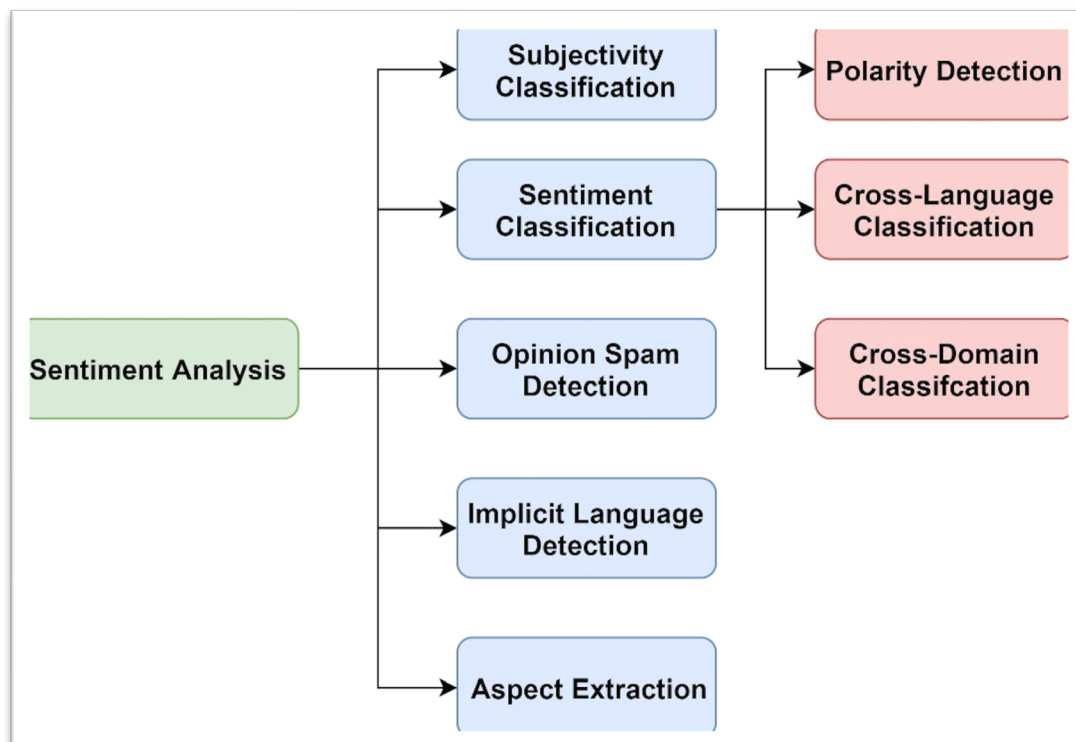 Subjectivity
Classification
Polarity Detection
Sentiment
Classification
Cross-Language
Classification
Sentiment Analysis
Opinion Spam
Detection
Cross-Domain
Classifcation
Implicit Language
Detection
Aspect Extraction